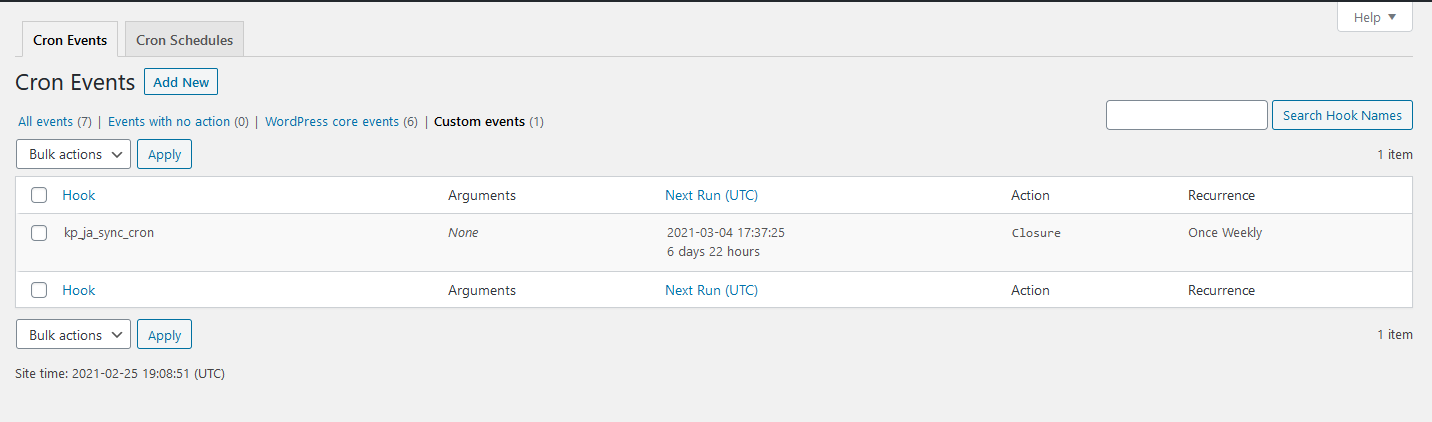 Help
Cron Events Cron Schedules
Cron Events Add New
All events (7) | Events with no action (0) | WordPress core events (6) | Custom events (1) Search Hook Names
Bulk actions Apply 1 item
Hook Arguments Next Run (UTC) Action Recurrence
kp_ja_sync_cron None 2021-03-04 17:37:25 Closure Once Weekly
6 days 22 hours
Hook Arguments Next Run (UTC) Action Recurrence
Bulk actions Apply 1 item
Site time: 2021-02-25 19:08:51 (UTC)